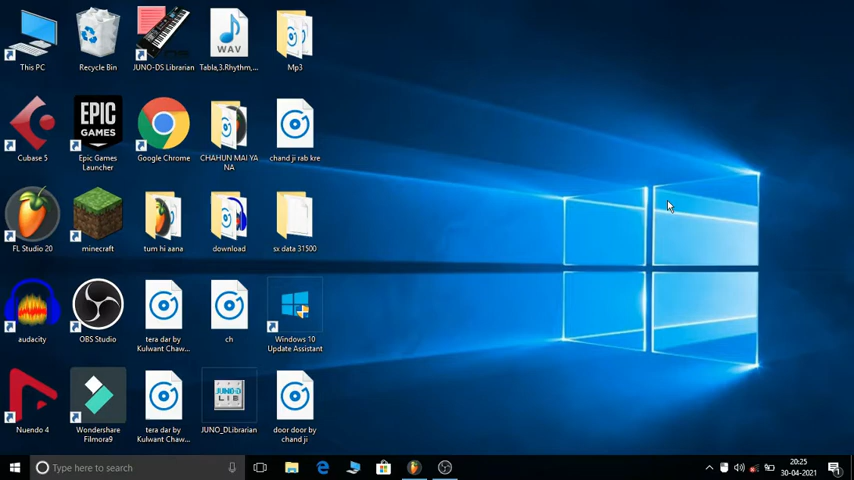 This PC
Recycle Bin
JUNO-DS Librarian
WAV
Tabla,3.Rhythm,...
Mp3
Cubase 5
EPIC
GAMES
Epic Games
Launcher
Google Chrome
CHAHUN MAI YA
NA
chand ji rab kre
FL Studio 20
minecraft
tum hi aana
download
sx data 31500
audacity
OBS Studio
tera dar by
Kulwant Chaw...
ch
Windows 10
Update Assistant
Nuendo 4
Wondershare
Filmora9
tera dar by
Kulwant Chaw...
JUNO-D
LIB
JUNO_DLibrarian
door door by
chand ji
Type here to search
20:25
30-04-2021
1